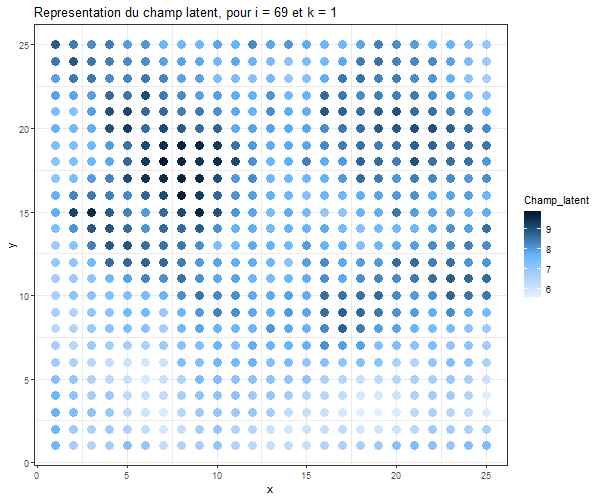 Representation du champ latent, pour i = 69 et k = 1
25
20
15
10
5
0
y
0 5 10 15 20 25
x
Champ_latent
9
8
7
6